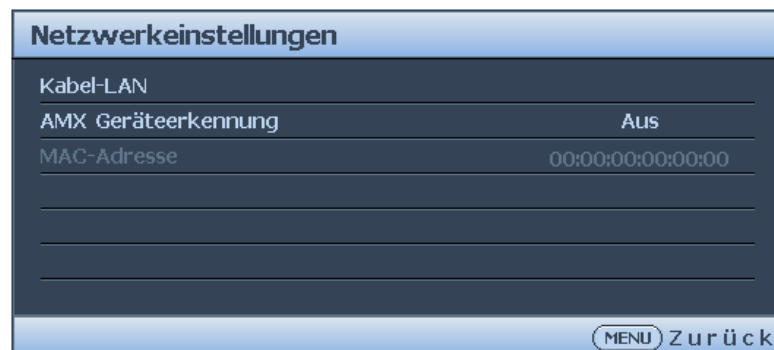 Netzwerkeinstellungen
Kabel-LAN
AMX Geräteerkennung Aus
MAC-Adresse 00:00:00:00:00:00
MENU Zurück